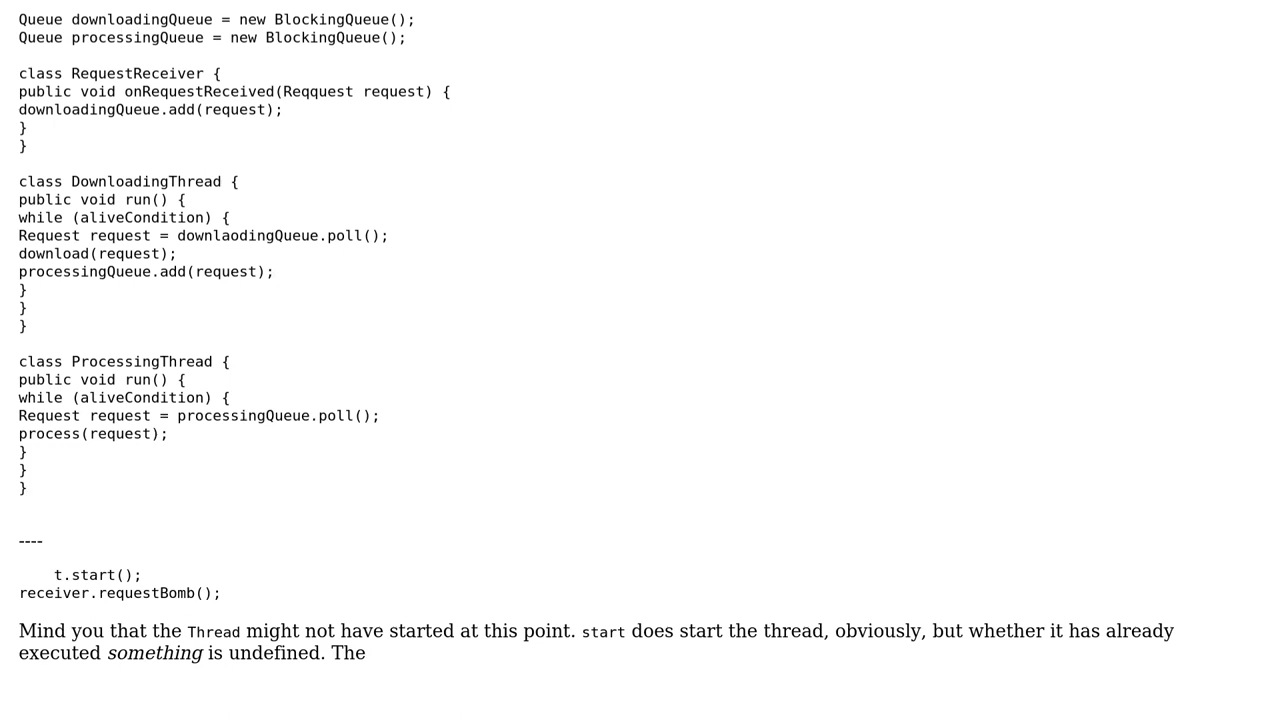 Queue downloadingQueue = new BlockingQueue();
Queue processingQueue = new BlockingQueue();

class RequestReceiver {
public void onRequestReceived(Reqquest request) {
downloadingQueue.add(request);
}
}

class DownloadingThread {
public void run() {
while (aliveCondition) {
Request request = downlaodingQueue.poll();
download(request);
processingQueue.add(request);
}
}
}

class ProcessingThread {
public void run() {
while (aliveCondition) {
Request request = processingQueue.poll();
process(request);
}
}
}

----

    t.start();
receiver.requestBomb();

Mind you that the Thread might not have started at this point. start does start the thread, obviously, but whether it has already
executed something is undefined. The